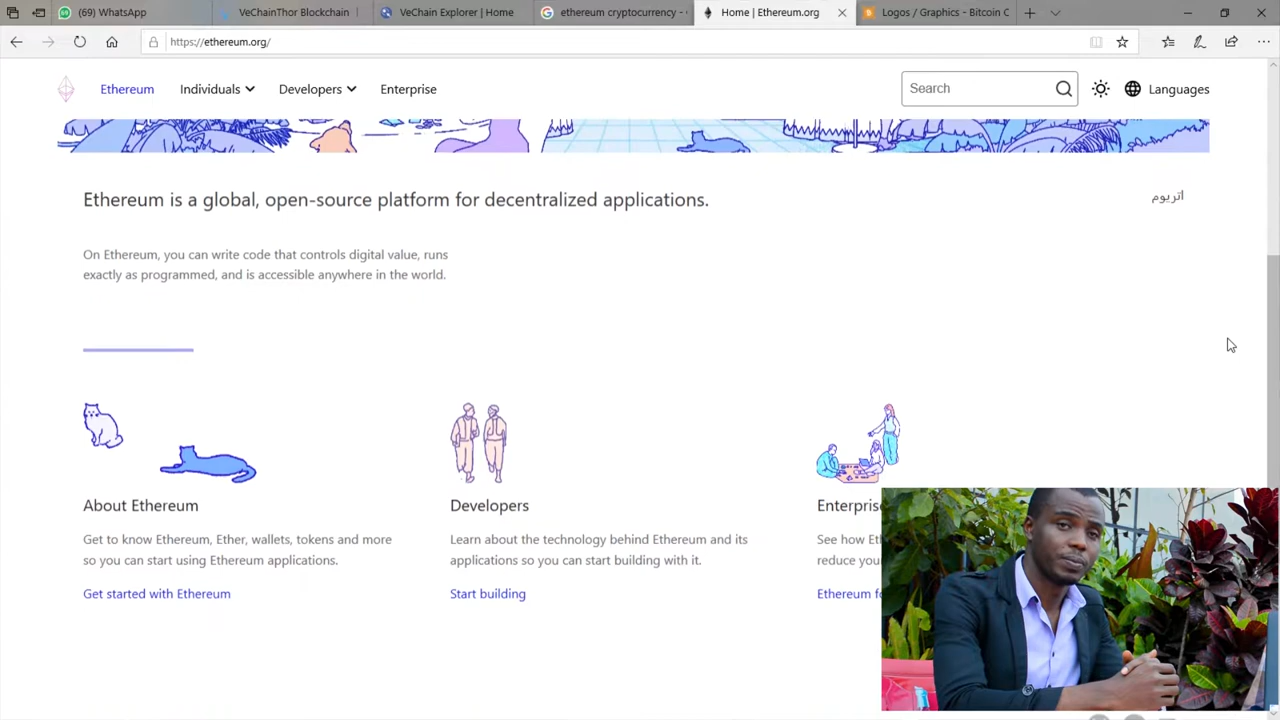 (69) WhatsApp
VeChainThor Blockchain
VeChain Explorer | Home
ethereum cryptocurrency -
Home | Ethereum.org
Logos / Graphics - Bitcoin C
https://ethereum.org/
Ethereum
Individuals
Developers
Enterprise
Search
Languages
Ethereum is a global, open-source platform for decentralized applications.
اتریوم
On Ethereum, you can write code that controls digital value, runs
exactly as programmed, and is accessible anywhere in the world.
About Ethereum
Get to know Ethereum, Ether, wallets, tokens and more
so you can start using Ethereum applications.
Get started with Ethereum
Developers
Learn about the technology behind Ethereum and its
applications so you can start building with it.
Start building
Enterprise
See how Eth
reduce you
Ethereum fo